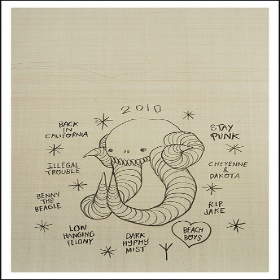 2010
BACK
IN
CALIFORNIA
STAY
PUNK
ILLEGAL
TROUBLE
CHEYENNE
&
DAKOTA
BENNY
THE
BEAGLE
RIP
JAKE
LOW
HANGING
FELONY
DARK
HYPHY
MIST
BEACH
BOYS